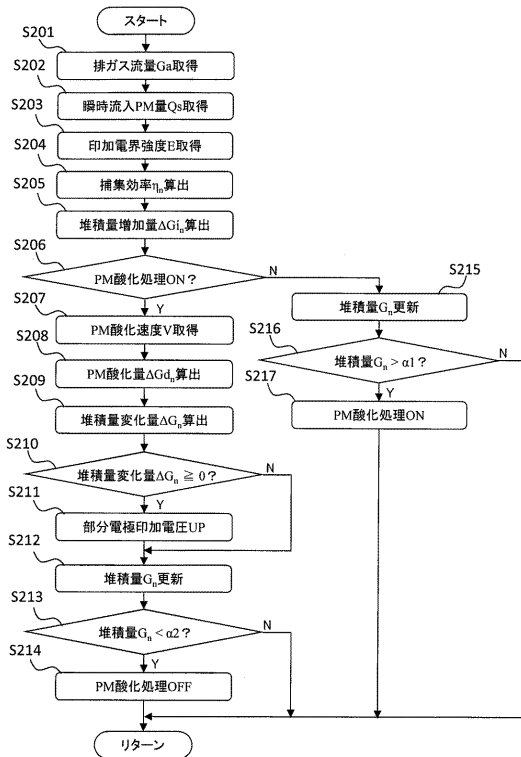 スタート
S201
排ガス流量Ga取得
S202
瞬時流入PM量Qs取得
S203
印加電界強度E取得
S204
捕集効率ηn算出
S205
堆積量増加量ΔGin算出
S206
PM酸化処理ON？
N
Y
S207
PM酸化速度V取得
S208
PM酸化量ΔGdn算出
S209
堆積量変化量ΔGn算出
S210
堆積量変化量ΔGn ≧ 0？
N
Y
S211
部分電極印加電圧UP
S212
堆積量Gn更新
S213
堆積量Gn < α2？
N
Y
S214
PM酸化処理OFF
リターン
S215
堆積量Gn更新
S216
堆積量Gn > α1？
N
Y
S217
PM酸化処理ON